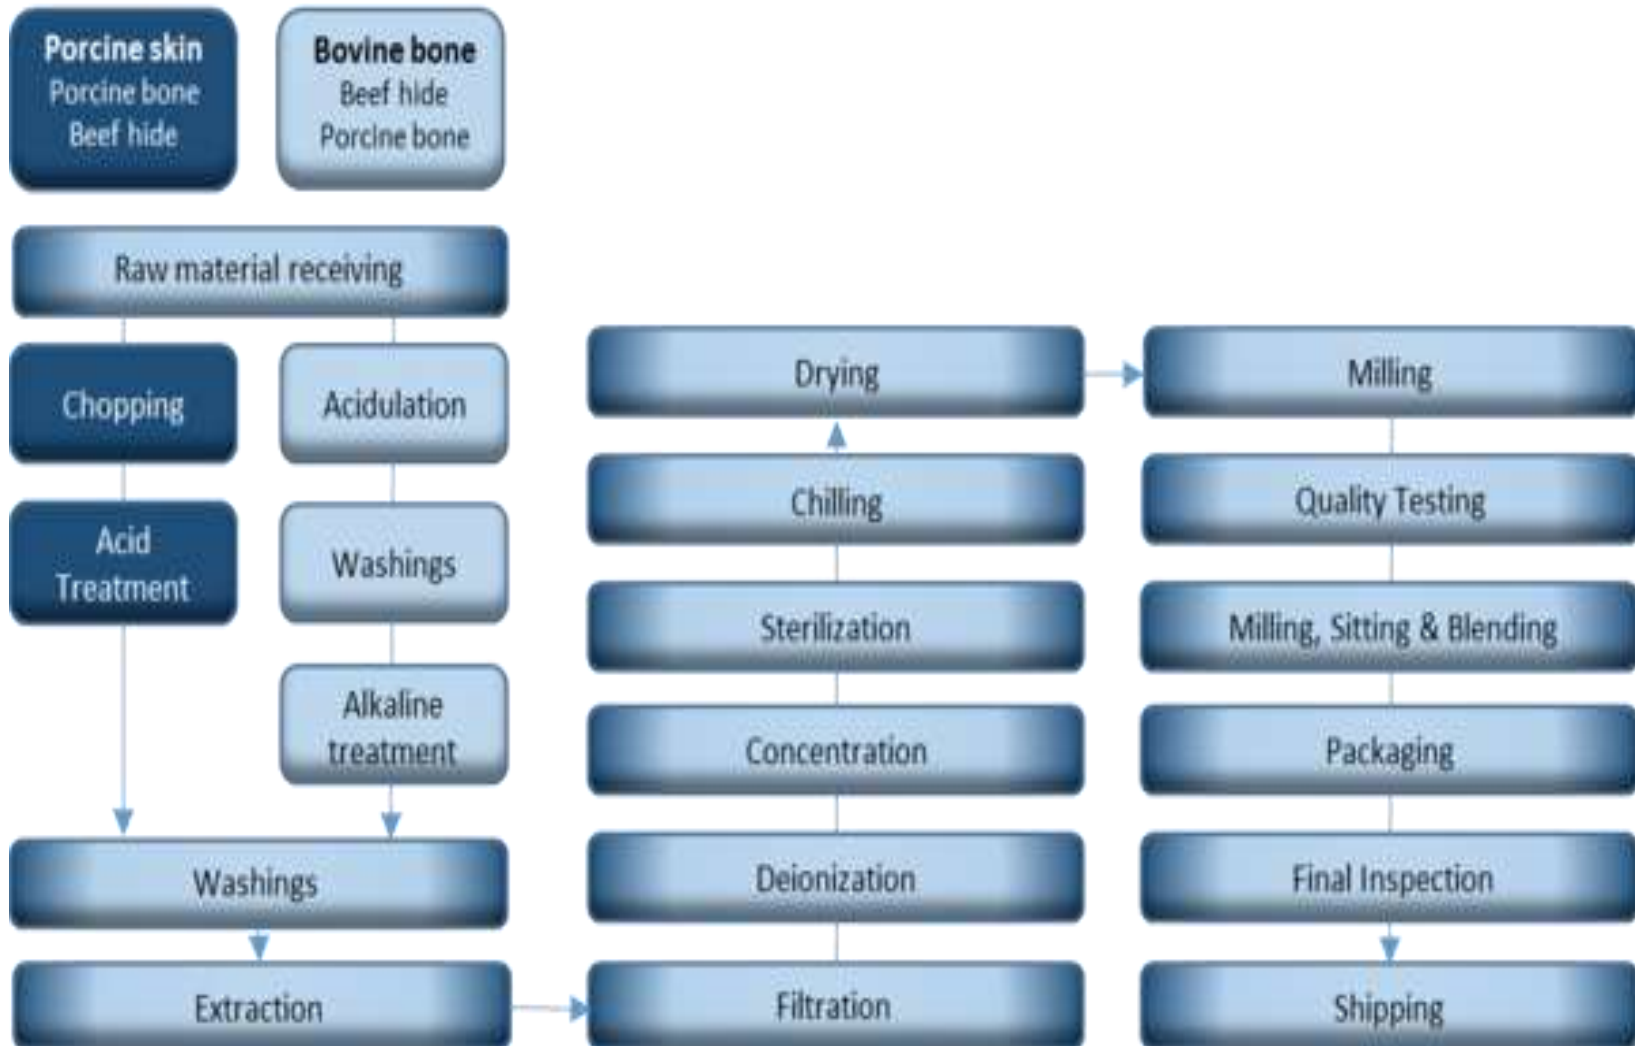 Porcine skin
Porcine bone
Beef hide
Bovine bone
Beef hide
Porcine bone
Raw material receiving
Chopping
Acidulation
Acid
Treatment
Washings
Alkaline
treatment
Washings
Extraction
Drying
Chilling
Sterilization
Concentration
Deionization
Filtration
Milling
Quality Testing
Milling, Sitting & Blending
Packaging
Final Inspection
Shipping